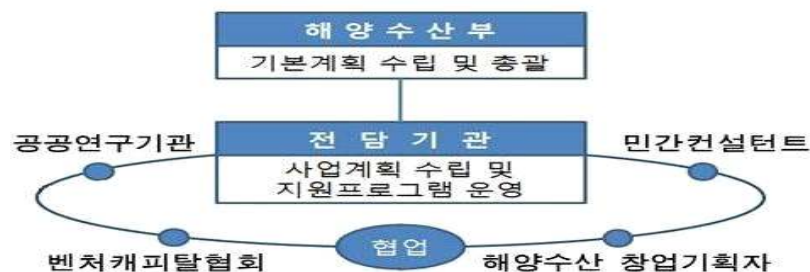 해양수산부
기본계획 수립 및 총괄
공공연구기관
전담기관
민간컨설턴트
사업계획 수립 및
지원프로그램 운영
협업
벤처캐피탈협회
해양수산 창업기획자